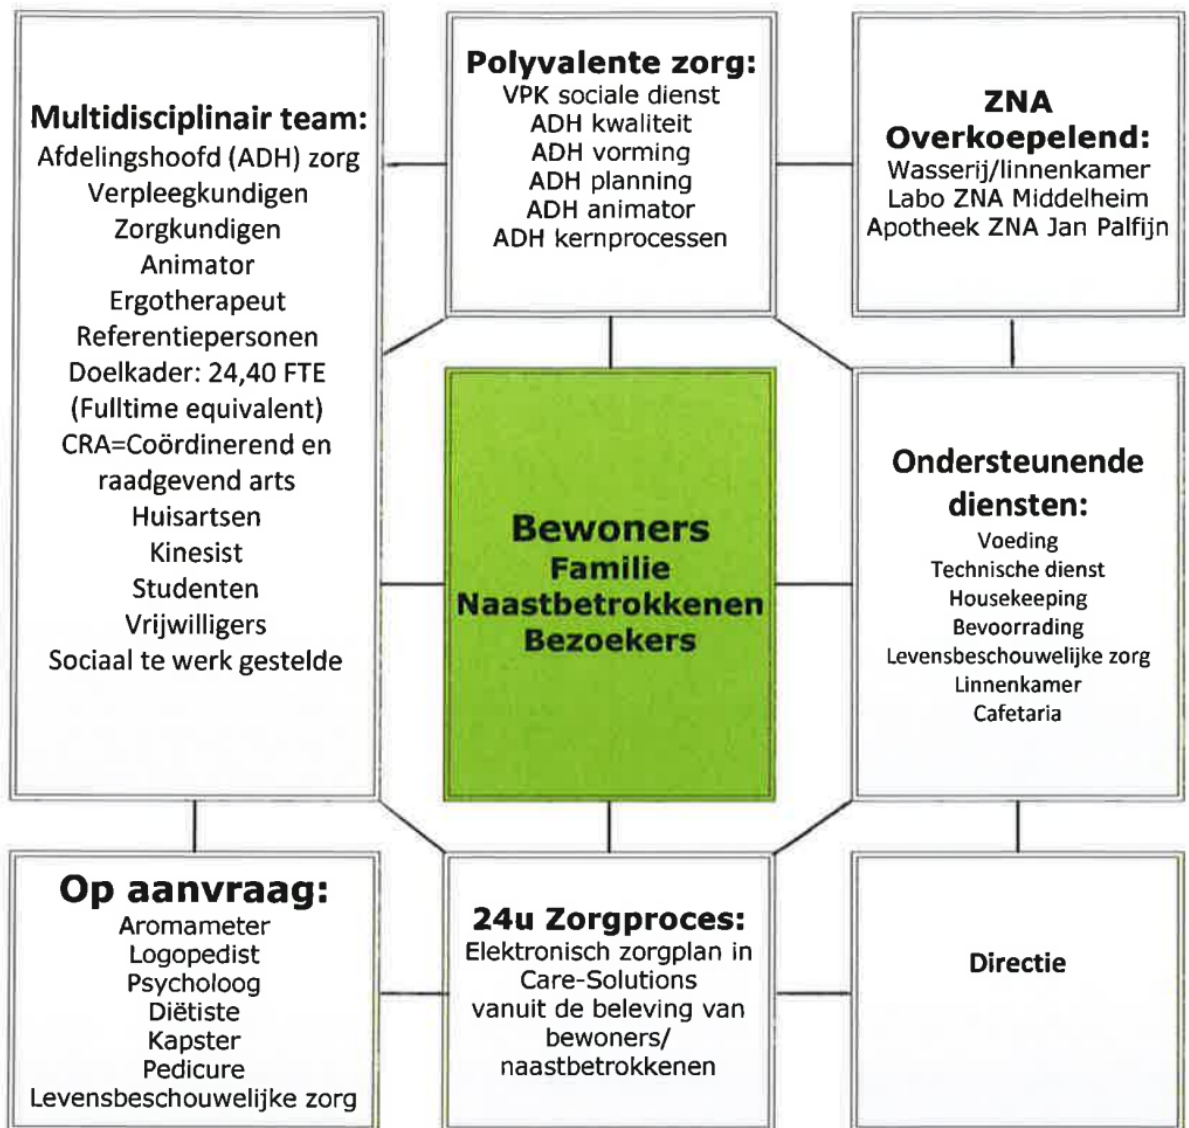 Multidisciplinair team:
Afdelingshoofd (ADH) zorg
Verpleegkundigen
Zorgkundigen
Animator
Ergotherapeut
Referentiepersonen
Doelkader: 24,40 FTE
(Fulltime equivalent)
CRA=Coördinerend en
raadgevend arts
Huisartsen
Kinesist
Studenten
Vrijwilligers
Sociaal te werk gestelde
Polyvalente zorg:
VPK sociale dienst
ADH kwaliteit
ADH vorming
ADH planning
ADH animator
ADH kernprocessen
ZNA
Overkoepelend:
Wasserij/linnenkamer
Labo ZNA Middelheim
Apotheek ZNA Jan Palfijn
Bewoners
Familie
Naastbetrokkenen
Bezoekers
Ondersteunende
diensten:
Voeding
Technische dienst
Housekeeping
Bevoorrading
Levensbeschouwelijke zorg
Linnenkamer
Cafetaria
Op aanvraag:
Aromameter
Logopedist
Psycholoog
Diëtiste
Kapster
Pedicure
Levensbeschouwelijke zorg
24u Zorgproces:
Elektronisch zorgplan in
Care-Solutions
vanuit de beleving van
bewoners/
naastbetrokkenen
Directie